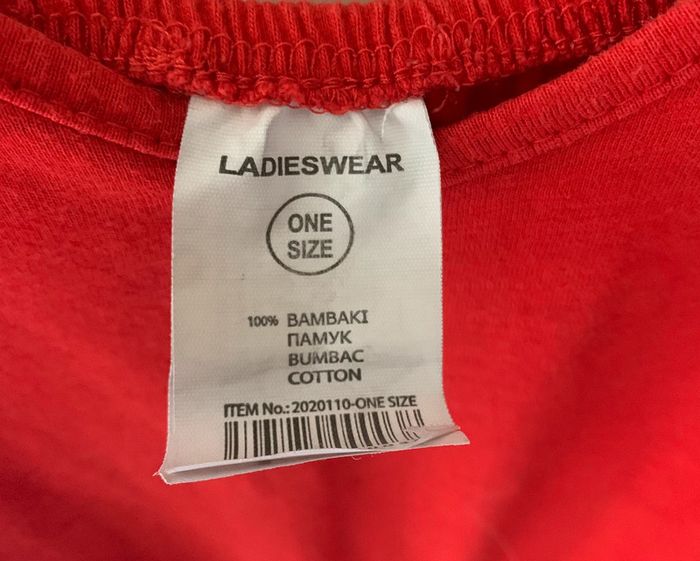 LADIESWEAR
ONE
SIZE
100% BAMBAKI
ПАМУК
BUMBAC
COTTON
ITEM No.: 2020110-ONE SIZE